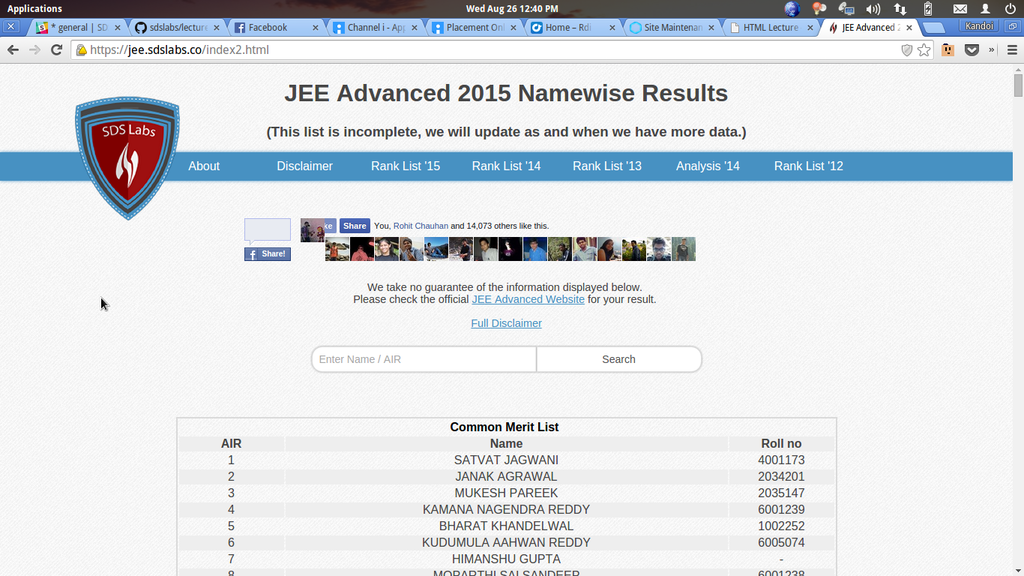 Applications
Wed Aug 26 12:40 PM
* general | SD
sdslabs/lecture
Facebook
Channel i - App
Placement Onl
Home – Rdi
Site Maintenan
HTML Lecture
JEE Advanced 2
Kandoi
https://jee.sdslabs.co/index2.html
JEE Advanced 2015 Namewise Results
(This list is incomplete, we will update as and when we have more data.)
SDS Labs
About Disclaimer Rank List '15 Rank List '14 Rank List '13 Analysis '14 Rank List '12
Share You, Rohit Chauhan and 14,073 others like this.
Share!
We take no guarantee of the information displayed below.
Please check the official JEE Advanced Website for your result.
Full Disclaimer
Enter Name / AIR Search
Common Merit List
AIR Name Roll no
1 SATVAT JAGWANI 4001173
2 JANAK AGRAWAL 2034201
3 MUKESH PAREEK 2035147
4 KAMANA NAGENDRA REDDY 6001239
5 BHARAT KHANDELWAL 1002252
6 KUDUMULA AAHWAN REDDY 6005074
7 HIMANSHU GUPTA -
8 MOPARTHI SAI SANDEEP 6001238